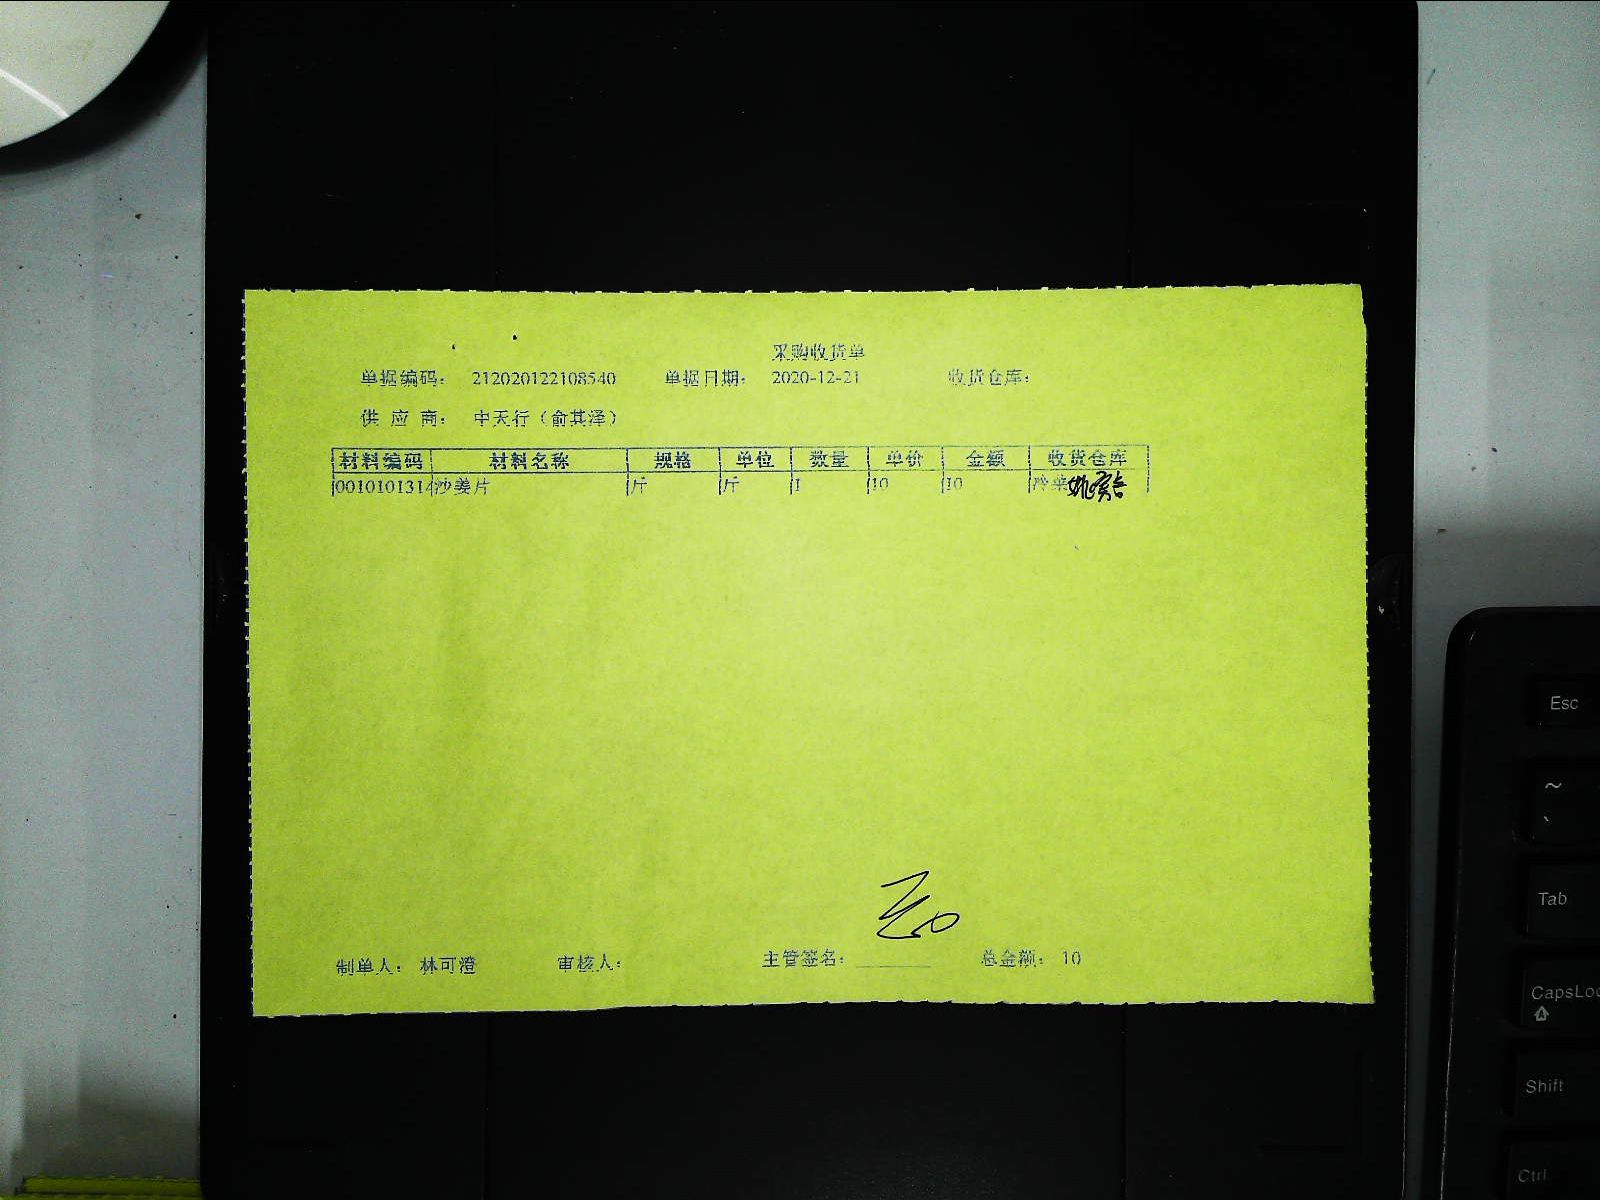 采购收货单
单据编码： 212020122108540 单据日期： 2020-12-21 收货仓库：
供 应 商： 中天行（俞其泽）
材料编码 材料名称 规格 单位 数量 单价 金额 收货仓库
0010101314 沙姜片 斤 斤 1 10 10 冷菜
制单人： 林可澄 审核人： 主管签名： 总金额： 10
Esc
~
Tab
CapsLoc
Shift
Ctrl